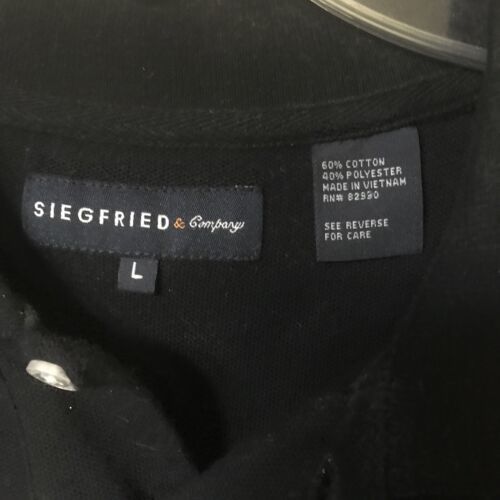 SIEGFRIED & Company
L
60% COTTON
40% POLYESTER
MADE IN VIETNAM
RN# 82990
SEE REVERSE
FOR CARE